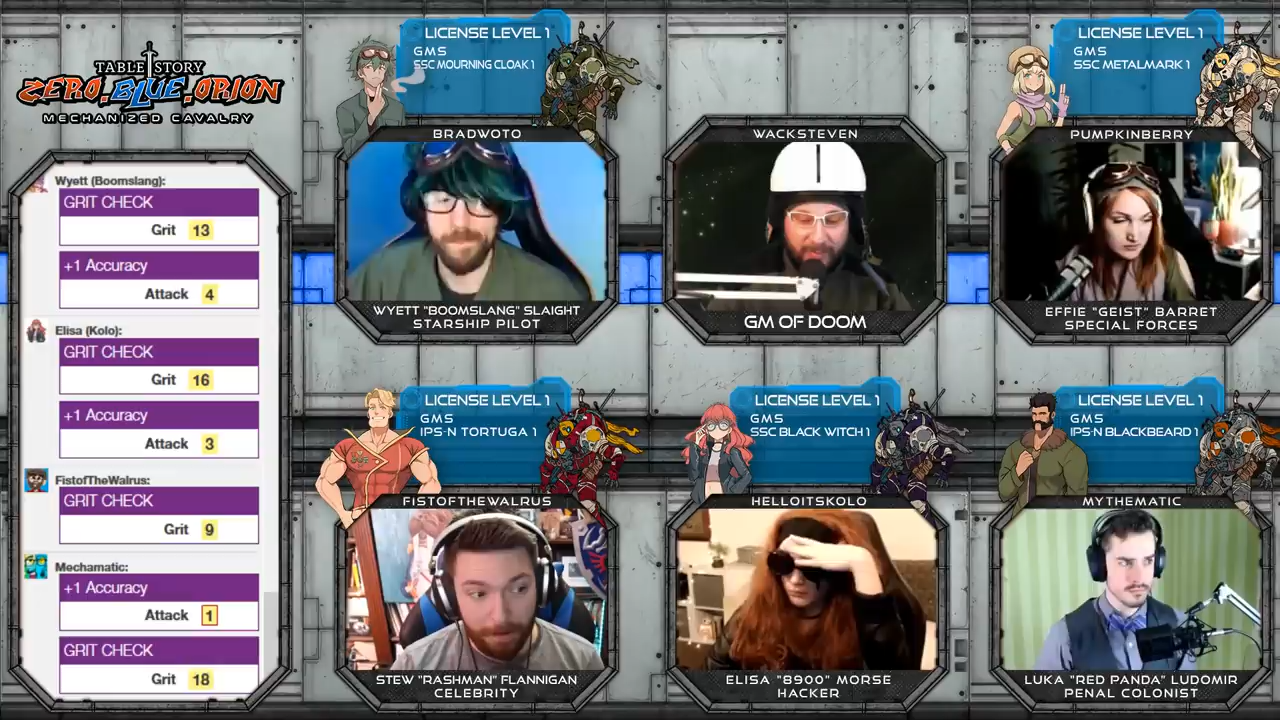 TABLE STORY
ZERO.BLUE.ORION
MECHANIZED CAVALRY
Wyett (Boomslang):
GRIT CHECK
Grit 13
+1 Accuracy
Attack 4
Elisa (Kolo):
GRIT CHECK
Grit 16
+1 Accuracy
Attack 3
FistofTheWalrus:
GRIT CHECK
Grit 9
Mechamatic:
+1 Accuracy
Attack 1
GRIT CHECK
Grit 18
LICENSE LEVEL 1
GMS
SSC MOURNING CLOAK 1
BRADWOTO
WYETT "BOOMSLANG" SLAIGHT
STARSHIP PILOT
WACKSTEVEN
GM OF DOOM
LICENSE LEVEL 1
GMS
SSC METALMARK 1
PUMPKINBERRY
EFFIE "GEIST" BARRET
SPECIAL FORCES
LICENSE LEVEL 1
GMS
IPS-N TORTUGA 1
FISTOFTHEWALRUS
STEW "RASHMAN" FLANNIGAN
CELEBRITY
LICENSE LEVEL 1
GMS
SSC BLACK WITCH 1
HELLOITSKOLO
ELISA "B900" MORSE
HACKER
LICENSE LEVEL 1
GMS
IPS-N BLACKBEARD 1
MYTHEMATIC
LUKA "RED PANDA" LUDOMIR
PENAL COLONIST